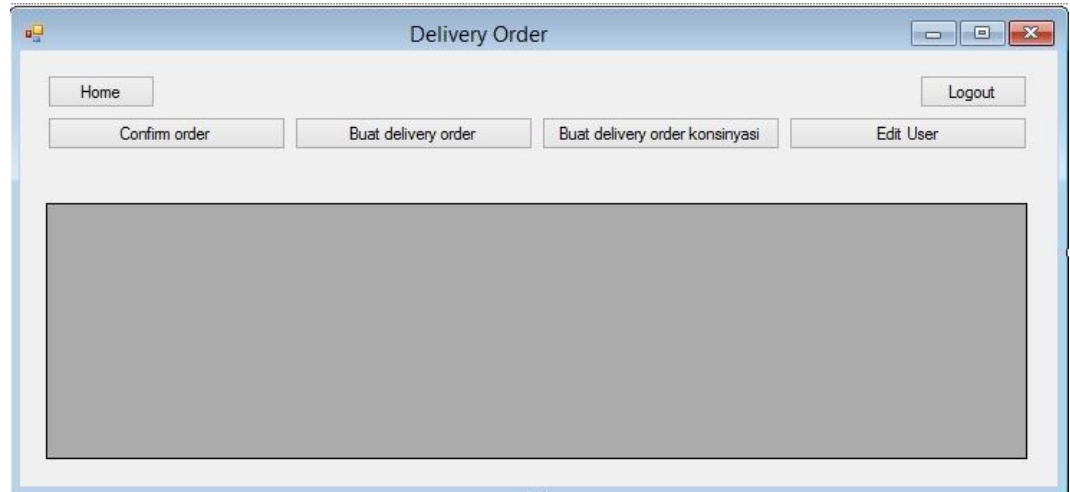 Delivery Order
Home Logout
Confirm order Buat delivery order Buat delivery order konsinyasi Edit User